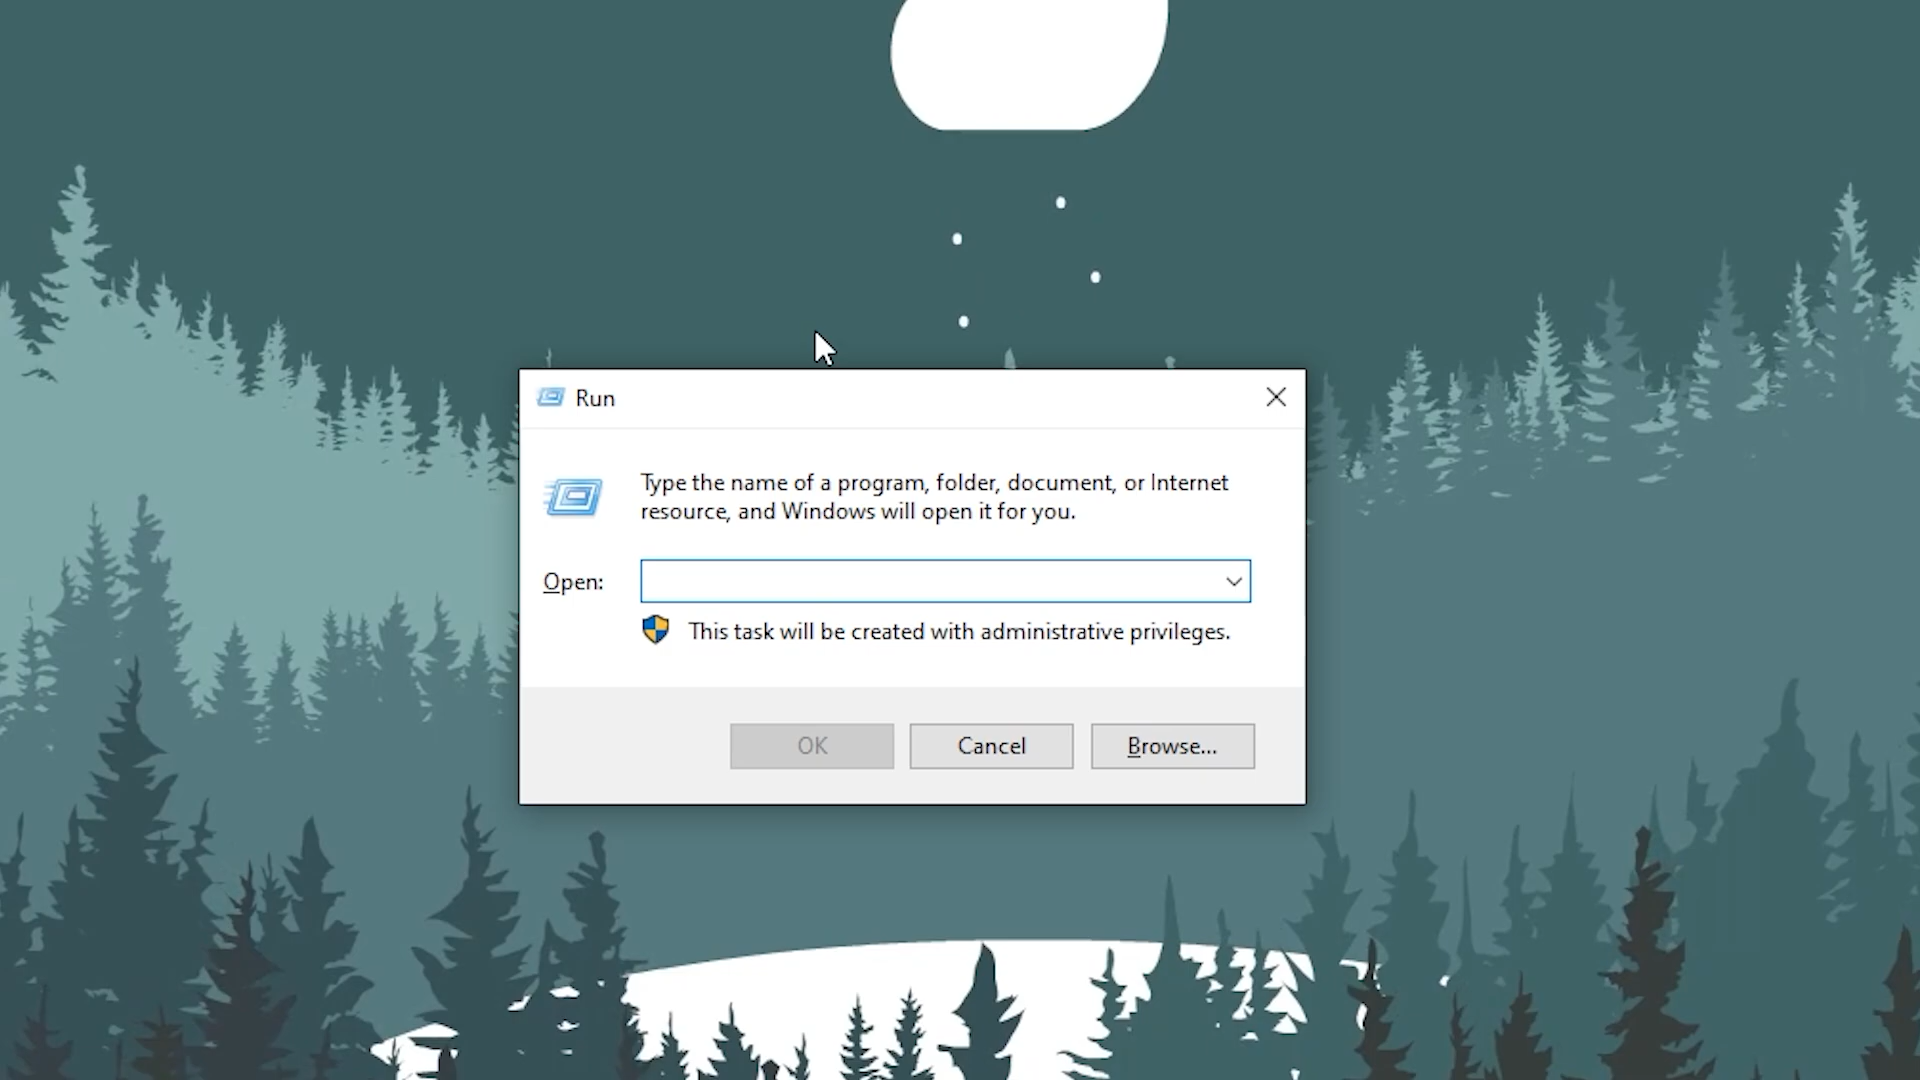 Run
Type the name of a program, folder, document, or Internet
resource, and Windows will open it for you.
Open:
This task will be created with administrative privileges.
OK
Cancel
Browse...